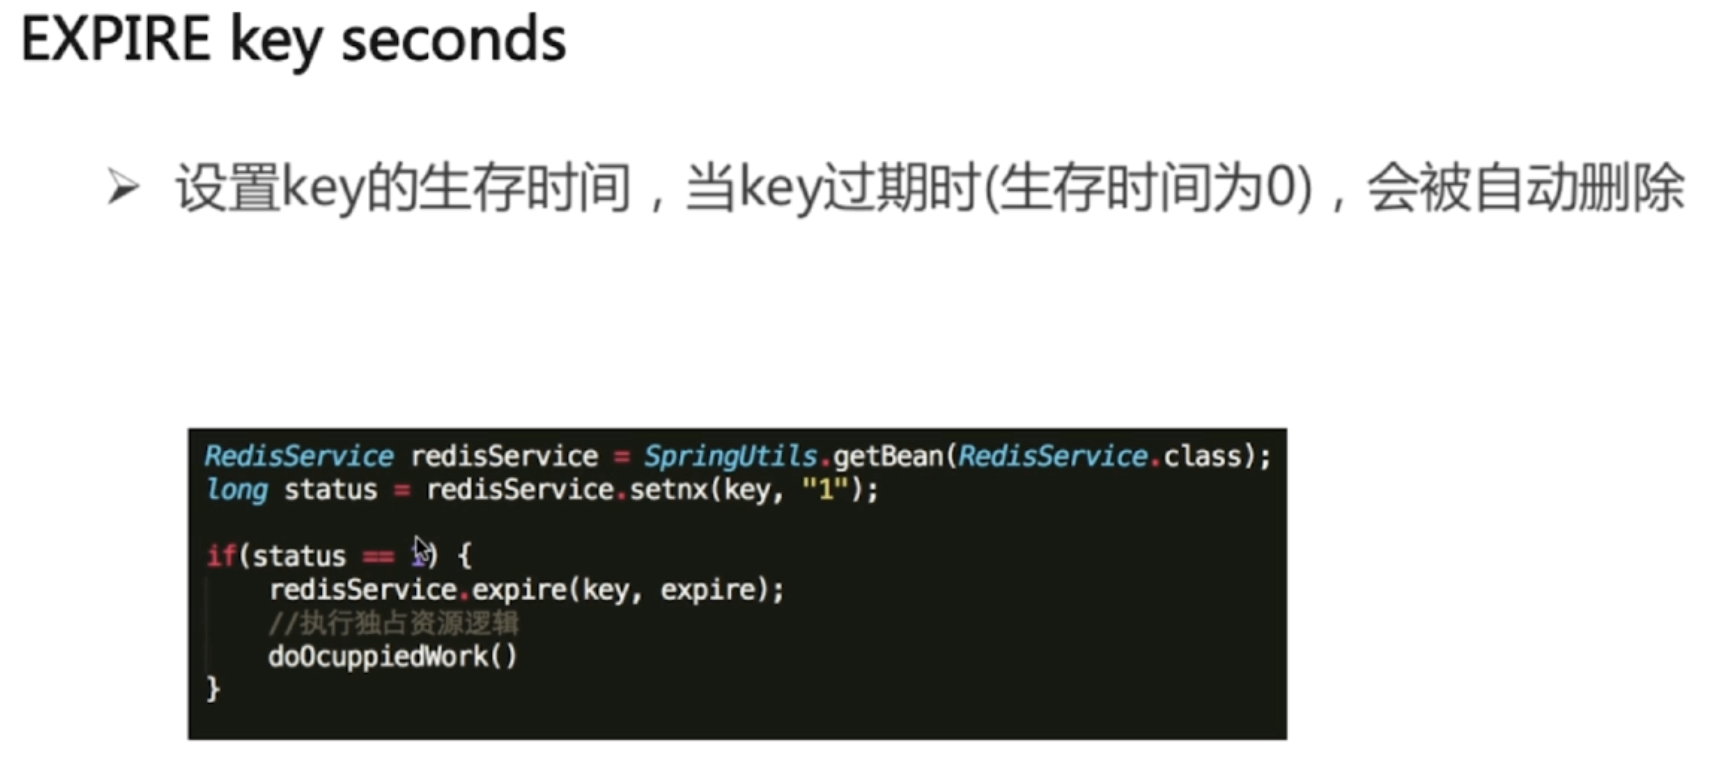 EXPIRE key seconds
设置key的生存时间，当key过期时(生存时间为0)，会被自动删除
RedisService redisService = SpringUtils.getBean(RedisService.class);
long status = redisService.setnx(key, "1");
if(status == 1) {
redisService.expire(key, expire);
//执行独占资源逻辑
doOcuppiedWork()
}